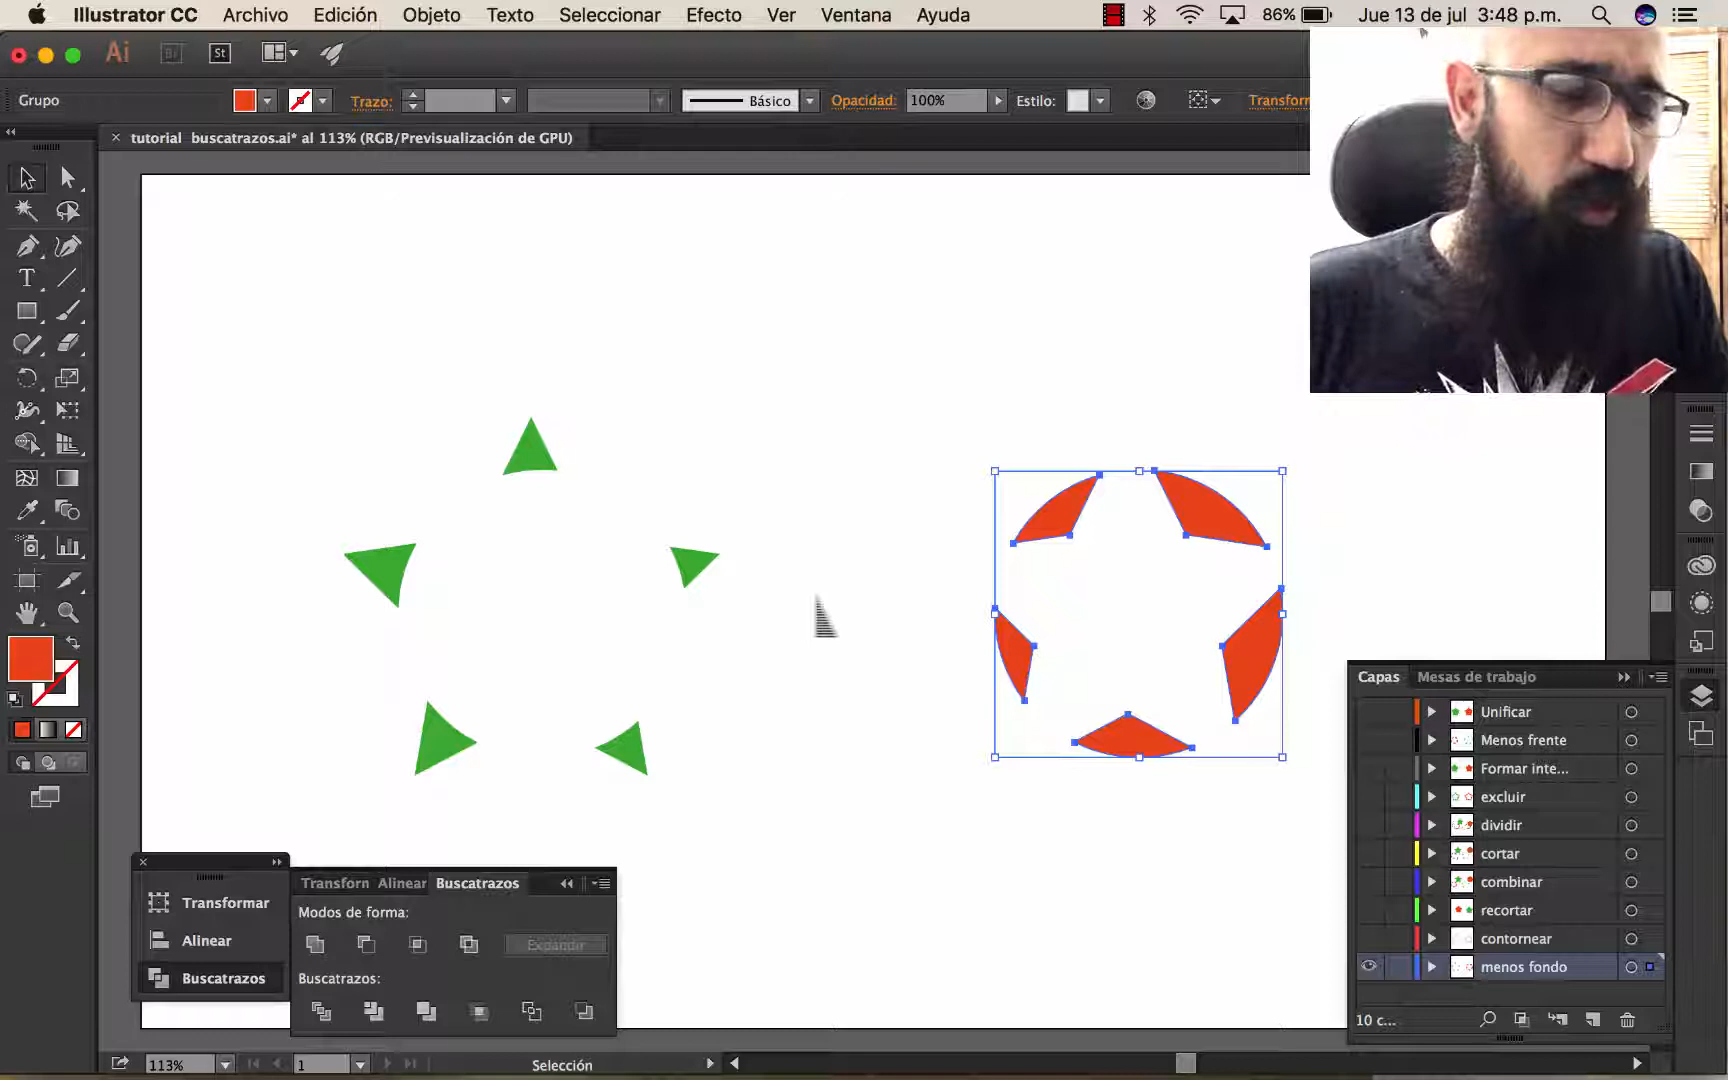 Illustrator CC Archivo Edición Objeto Texto Seleccionar Efecto Ver Ventana Ayuda 86% Jue 13 de jul 3:48 p.m.
Ai Br St
Grupo Trazo: Básico Opacidad: 100% Estilo: Transform
× tutorial buscatrazos.ai* al 113% (RGB/Previsualización de GPU)
Capas Mesas de trabajo
Unificar
Menos frente
Formar inte...
excluir
dividir
cortar
combinar
recortar
contornear
menos fondo
10 c...
Transformar
Alinear
Buscatrazos
Transforn Alinear Buscatrazos
Modos de forma:
Expandir
Buscatrazos:
113% 1 Selección